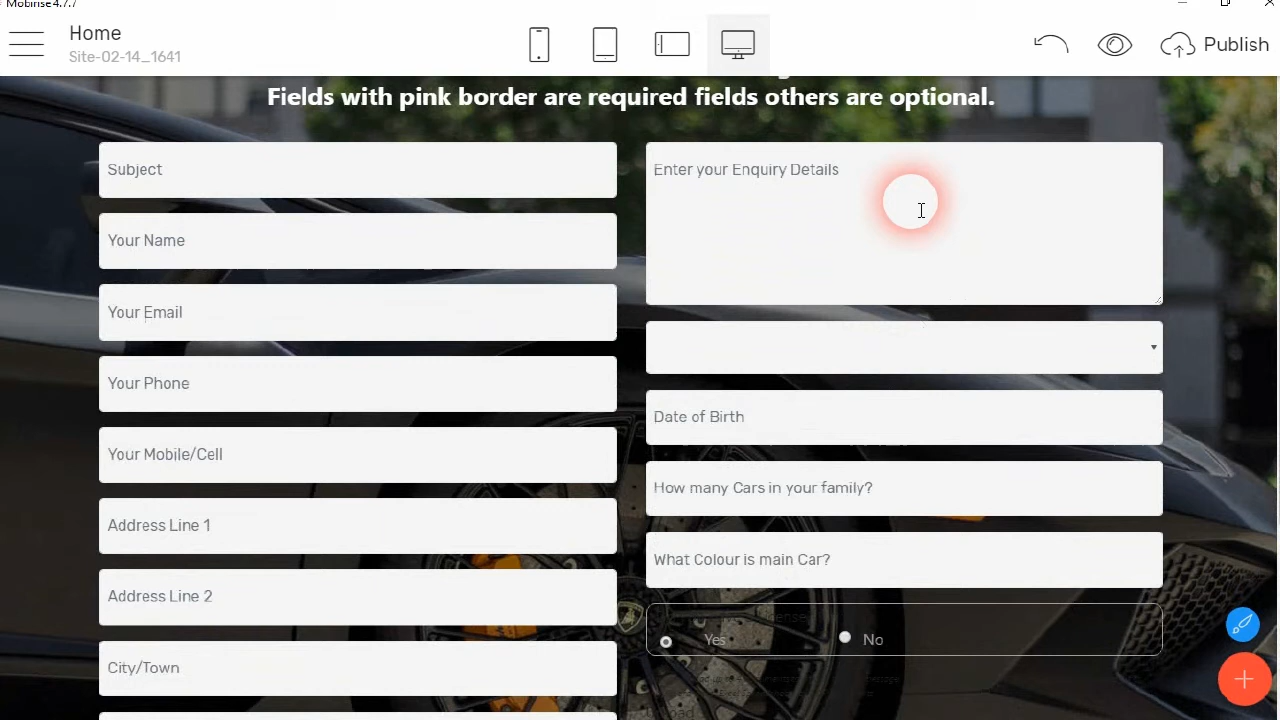 Mobirise 4.7.7
Home
Site-02-14_1641
Publish
Fields with pink border are required fields others are optional.
Subject
Your Name
Your Email
Your Phone
Your Mobile/Cell
Address Line 1
Address Line 2
City/Town
Enter your Enquiry Details
Date of Birth
How many Cars in your family?
What Colour is main Car?
Yes
No